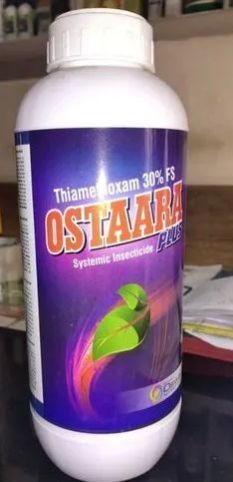 Thiamethoxam 30% FS
OSTAARA
PLUS
Systemic Insecticide